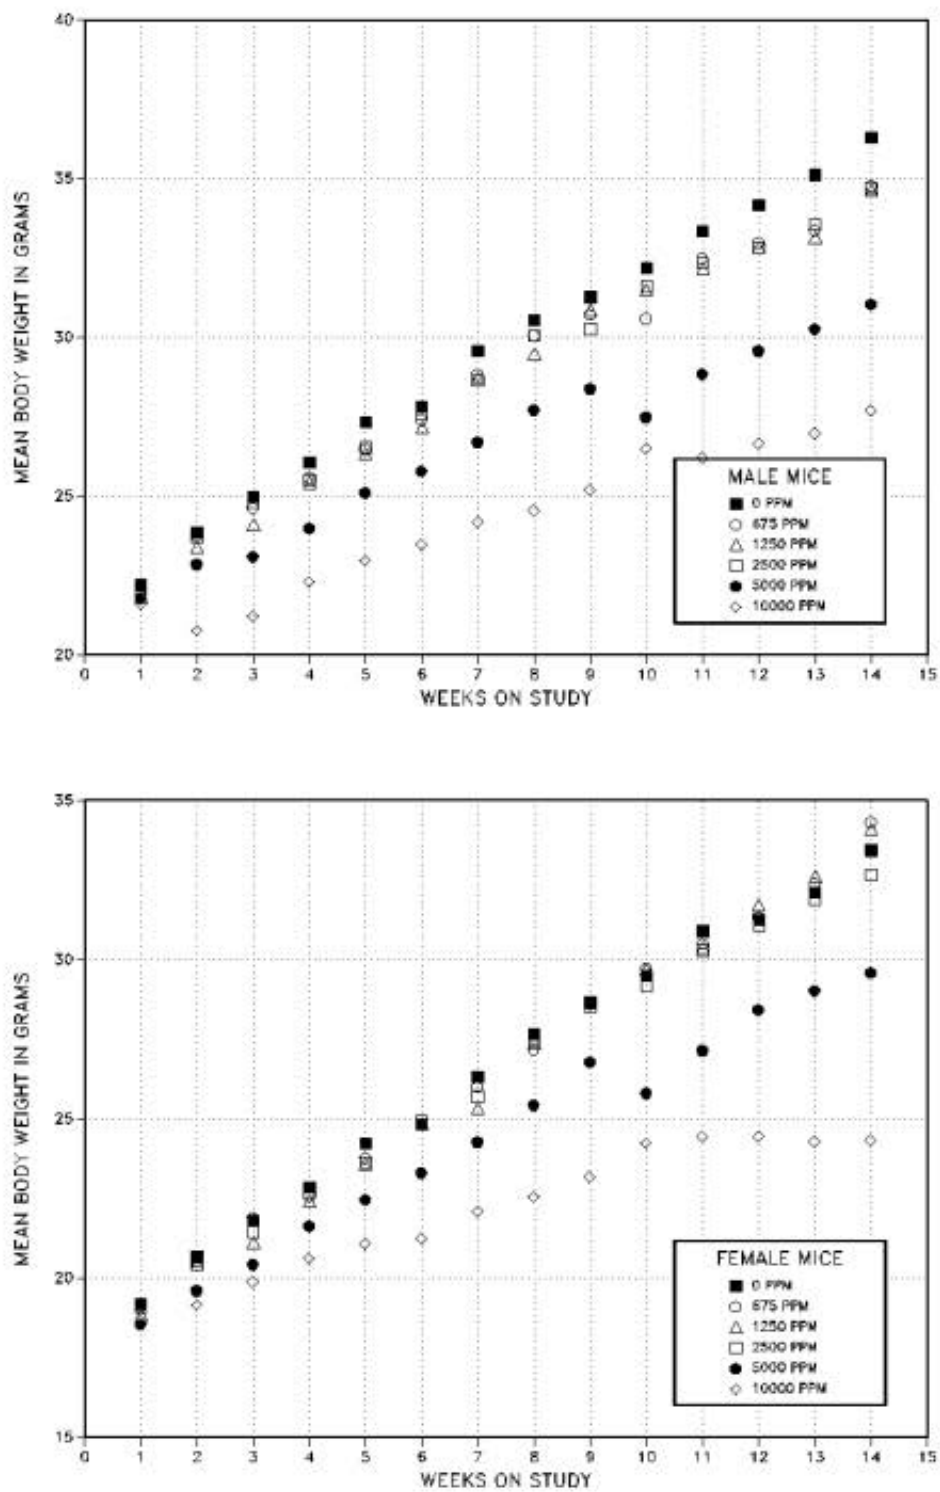 40
35
30
25
20
MEAN BODY WEIGHT IN GRAMS
MALE MICE
0 PPM
675 PPM
1250 PPM
2500 PPM
5000 PPM
10000 PPM
0 1 2 3 4 5 6 7 8 9 10 11 12 13 14 15
WEEKS ON STUDY
35
30
25
20
15
MEAN BODY WEIGHT IN GRAMS
FEMALE MICE
0 PPM
675 PPM
1250 PPM
2500 PPM
5000 PPM
10000 PPM
0 1 2 3 4 5 6 7 8 9 10 11 12 13 14 15
WEEKS ON STUDY